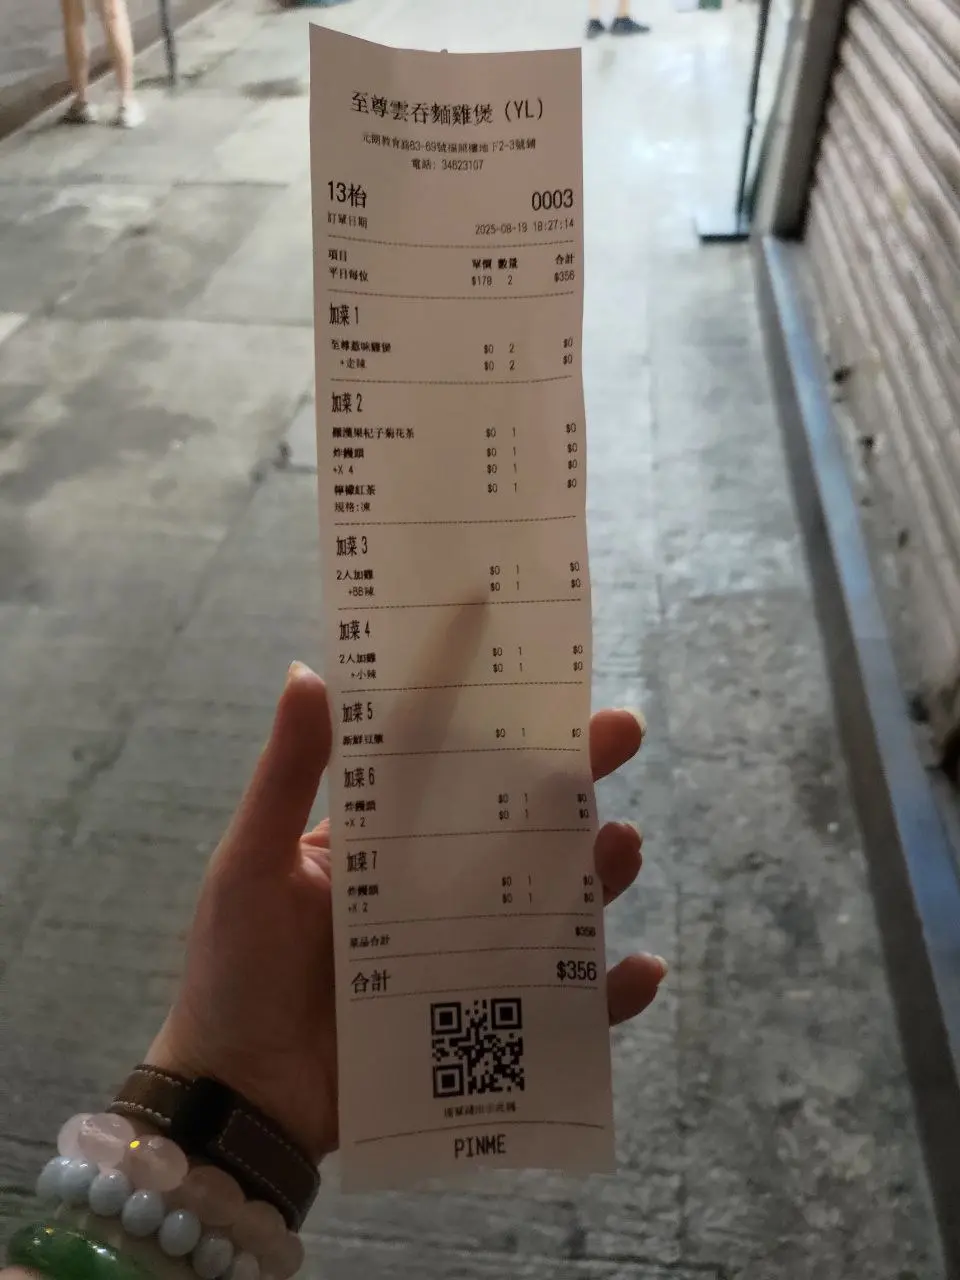 至尊雲吞麵雞煲 (YL)
元朗教育路63-69號福照樓地下2-3號鋪
電話: 34623107
13枱 0003
訂單日期 2025-08-19 18:27:14
項目 單價 數量 合計
平日每位 $178 2 $356
加菜 1
至尊惹味雞煲 $0 2 $0
+走辣 $0 2 $0
加菜 2
羅漢果杞子菊花茶 $0 1 $0
炸饅頭 $0 1 $0
+X 4 $0 1 $0
檸檬紅茶 $0 1 $0
規格:凍
加菜 3
2人加雞 $0 1 $0
+BB辣 $0 1 $0
加菜 4
2人加雞 $0 1 $0
+小辣 $0 1 $0
加菜 5
新鮮豆腐 $0 1 $0
加菜 6
炸饅頭 $0 1 $0
+X 2 $0 1 $0
加菜 7
炸饅頭 $0 1 $0
+X 2 $0 1 $0
菜品合計 $356
合計 $356
PINME